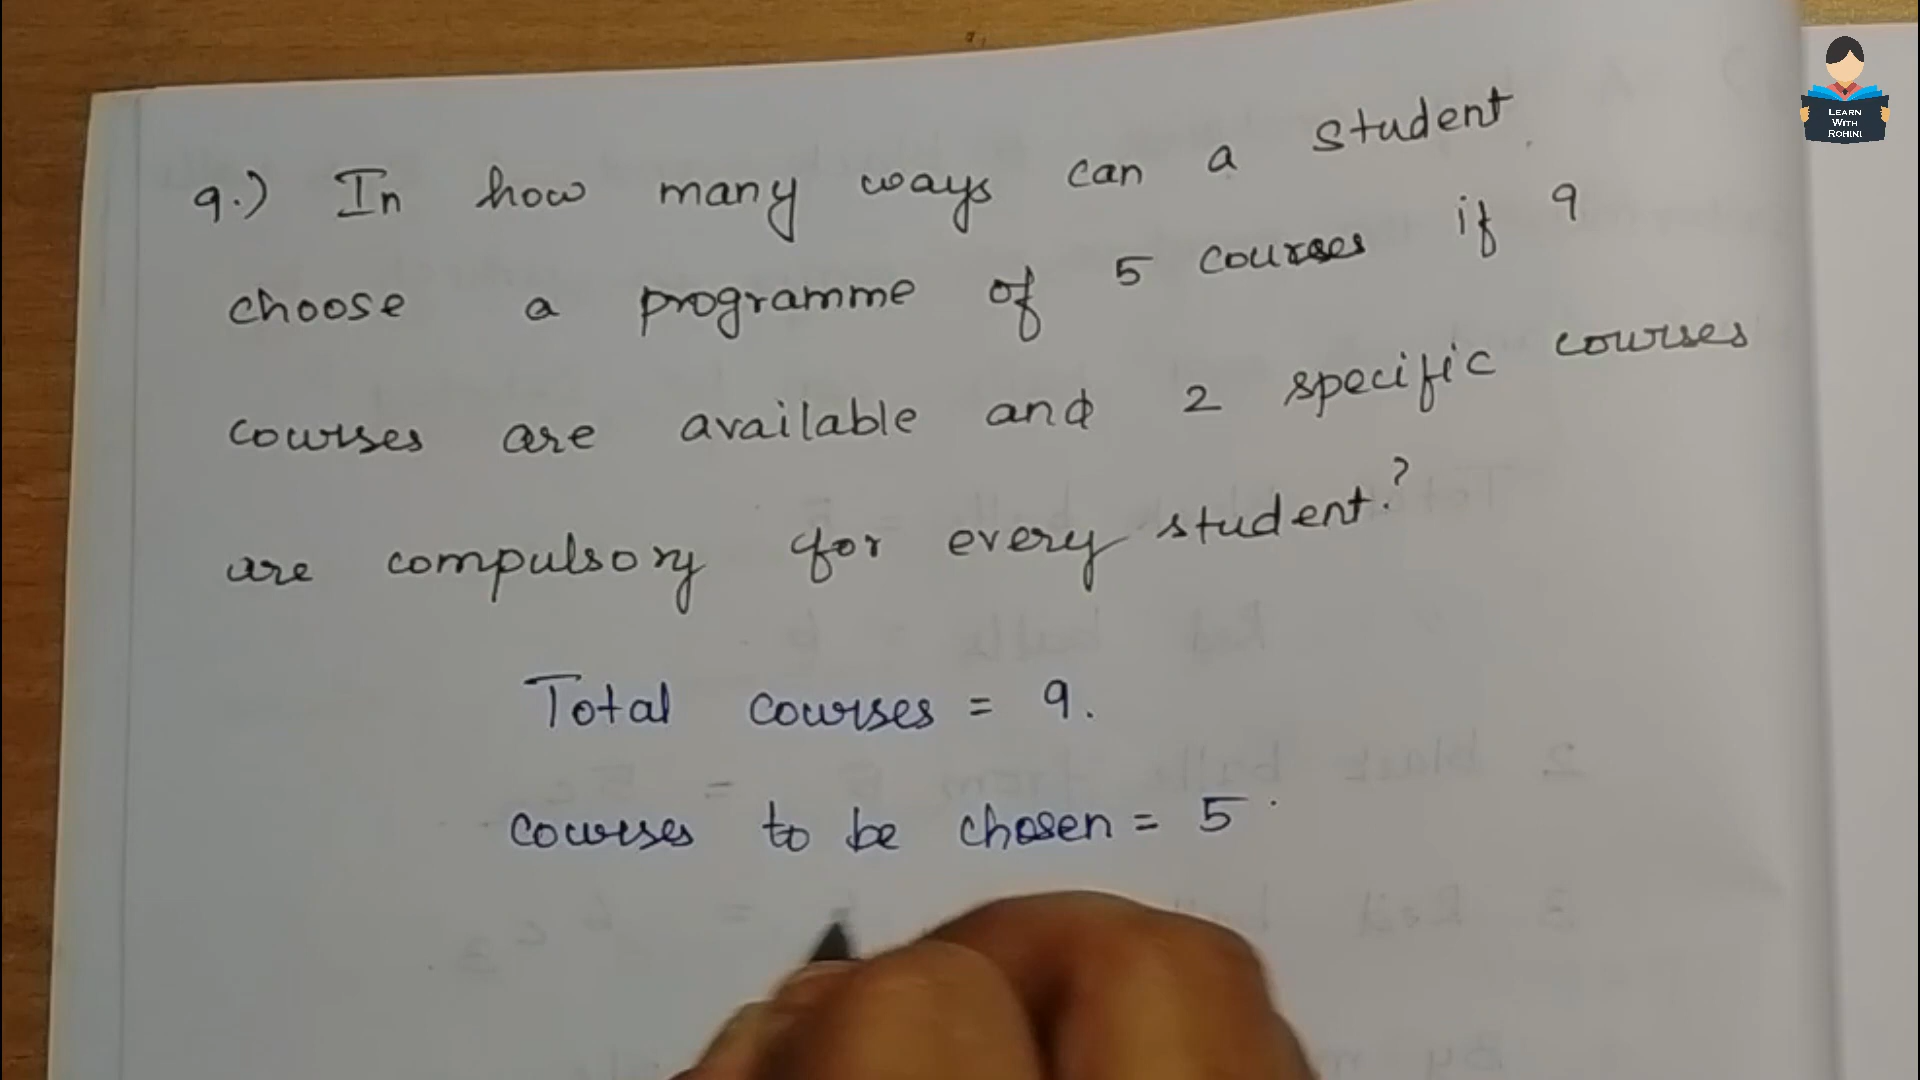 9.) In how many ways can a student
choose a programme of 5 courses if 9
courses are available and 2 specific courses
are compulsory for every student.?
Total courses = 9.
courses to be chosen = 5.
LEARN
WITH
ROHINI